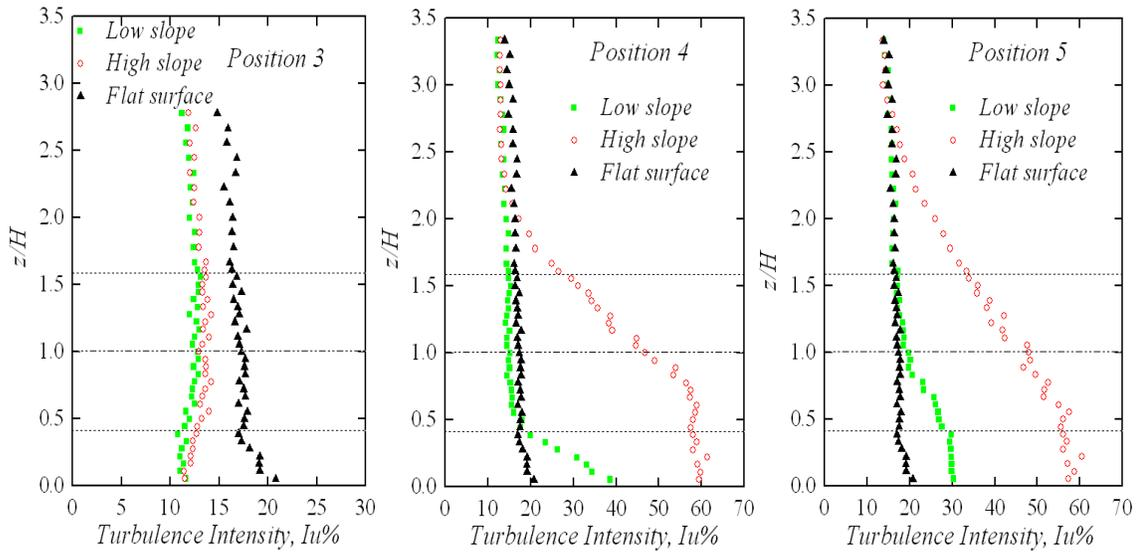 Low slope
High slope
Flat surface
Position 3
3.5
3.0
2.5
2.0
1.5
1.0
0.5
0.0
z/H
0 5 10 15 20 25 30
Turbulence Intensity, Iu%
Position 4
Low slope
High slope
Flat surface
3.5
3.0
2.5
2.0
1.5
1.0
0.5
0.0
z/H
0 10 20 30 40 50 60 70
Turbulence Intensity, Iu%
Position 5
Low slope
High slope
Flat surface
3.5
3.0
2.5
2.0
1.5
1.0
0.5
0.0
z/H
0 10 20 30 40 50 60 70
Turbulence Intensity, Iu%